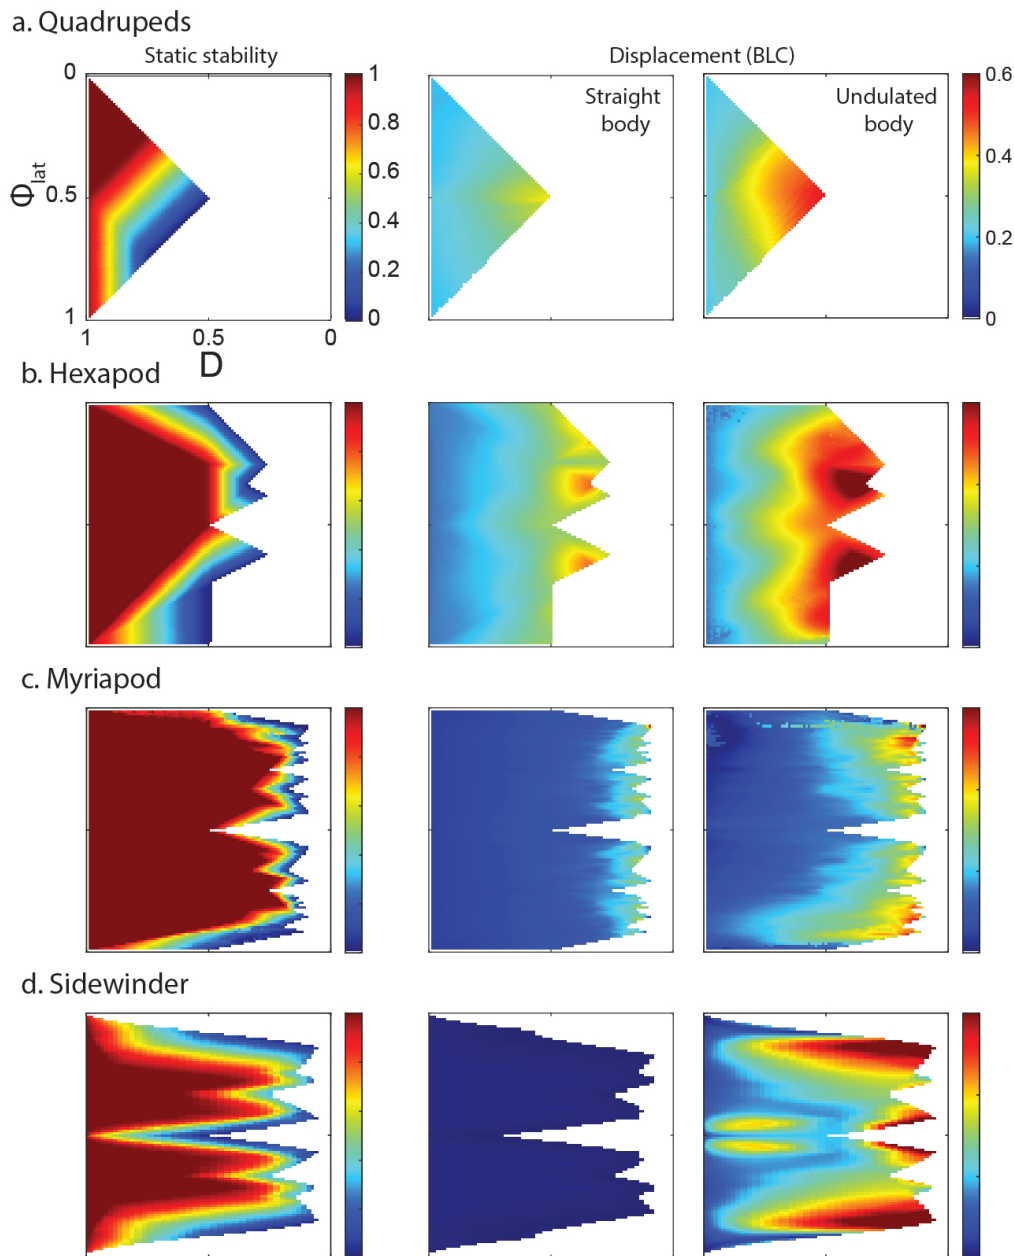 a. Quadrupeds
Static stability
Displacement (BLC)
0
1
Straight
body
Undulated
body
0.6
0.8
Φlat
0.5
0.6
0.4
0.4
0.2
0.2
1
0
0
1
0.5
0
D
b. Hexapod
c. Myriapod
d. Sidewinder